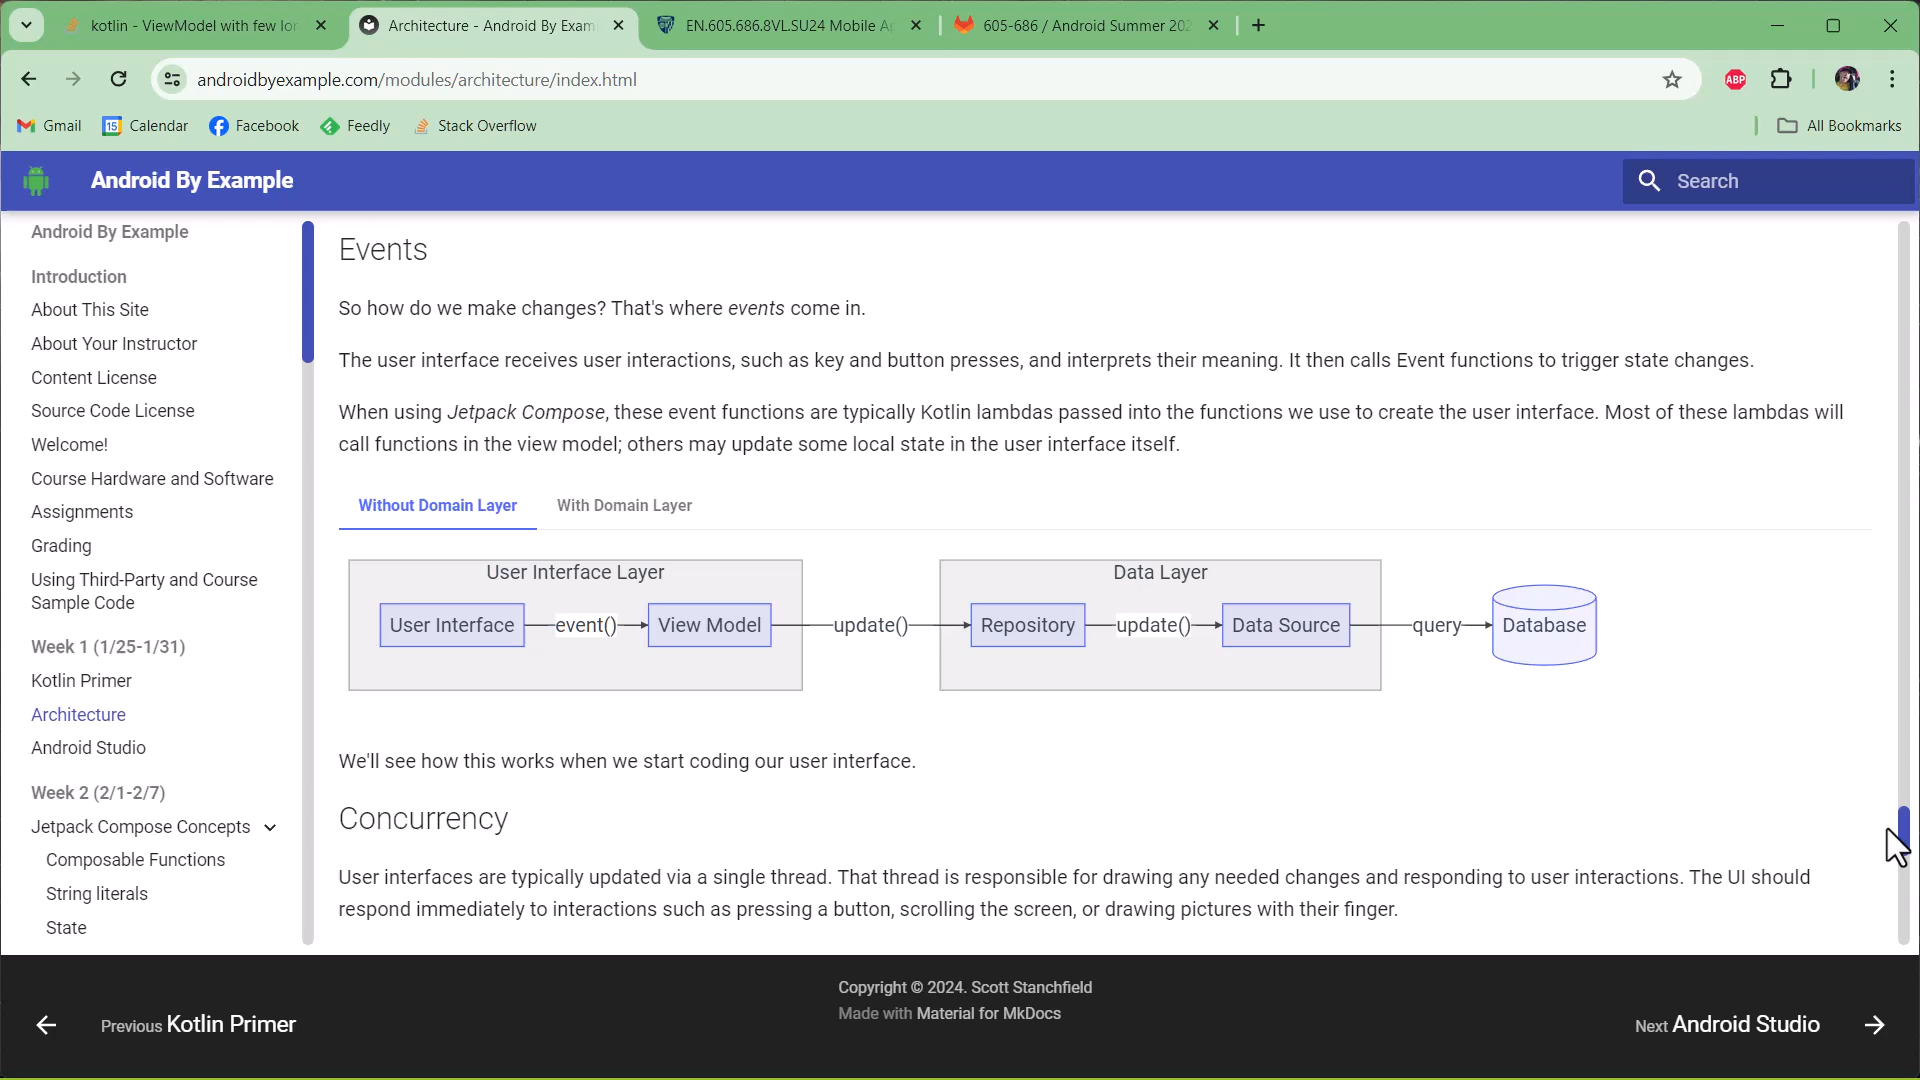 kotlin - ViewModel with few lon
Architecture - Android By Exam
EN.605.686.8VL.SU24 Mobile Ap
605-686 / Android Summer 202
androidbyexample.com/modules/architecture/index.html
ABP
Gmail
15 Calendar
Facebook
Feedly
Stack Overflow
All Bookmarks
Android By Example
Search
Android By Example
Introduction
About This Site
About Your Instructor
Content License
Source Code License
Welcome!
Course Hardware and Software
Assignments
Grading
Using Third-Party and Course
Sample Code
Week 1 (1/25-1/31)
Kotlin Primer
Architecture
Android Studio
Week 2 (2/1-2/7)
Jetpack Compose Concepts
Composable Functions
String literals
State
Events
So how do we make changes? That's where events come in.
The user interface receives user interactions, such as key and button presses, and interprets their meaning. It then calls Event functions to trigger state changes.
When using Jetpack Compose, these event functions are typically Kotlin lambdas passed into the functions we use to create the user interface. Most of these lambdas will
call functions in the view model; others may update some local state in the user interface itself.
Without Domain Layer
With Domain Layer
User Interface Layer
Data Layer
User Interface
event()
View Model
update()
Repository
update()
Data Source
query
Database
We'll see how this works when we start coding our user interface.
Concurrency
User interfaces are typically updated via a single thread. That thread is responsible for drawing any needed changes and responding to user interactions. The UI should
respond immediately to interactions such as pressing a button, scrolling the screen, or drawing pictures with their finger.
Copyright © 2024. Scott Stanchfield
Made with Material for MkDocs
Previous Kotlin Primer
Next Android Studio